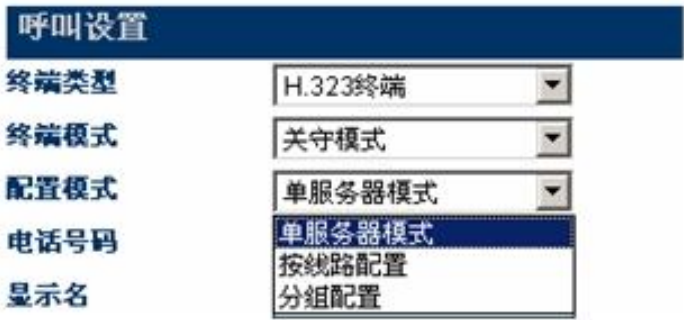 呼叫设置
终端类型 H.323终端
终端模式 关守模式
配置模式 单服务器模式
电话号码 单服务器模式
按线路配置
显示名 分组配置